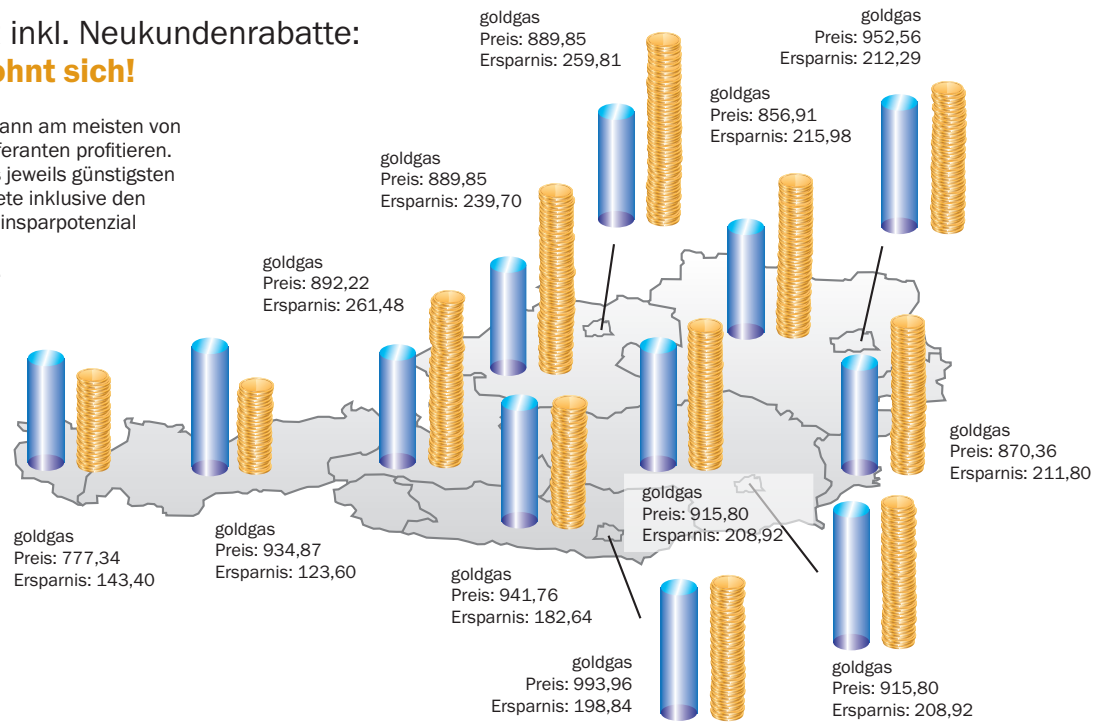 inkl. Neukundenrabatte:
sich!
am meisten von
profitieren.
jeweils günstigsten
inklusive den
goldgas
Preis: 889,85
Ersparnis: 259,81
goldgas
Preis: 952,56
Ersparnis: 212,29
goldgas
Preis: 856,91
Ersparnis: 215,98
goldgas
Preis: 889,85
Ersparnis: 239,70
goldgas
Preis: 892,22
Ersparnis: 261,48
goldgas
Preis: 870,36
Ersparnis: 211,80
goldgas
Preis: 915,80
Ersparnis: 208,92
goldgas
Preis: 777,34
Ersparnis: 143,40
goldgas
Preis: 934,87
Ersparnis: 123,60
goldgas
Preis: 941,76
Ersparnis: 182,64
goldgas
Preis: 993,96
Ersparnis: 198,84
goldgas
Preis: 915,80
Ersparnis: 208,92